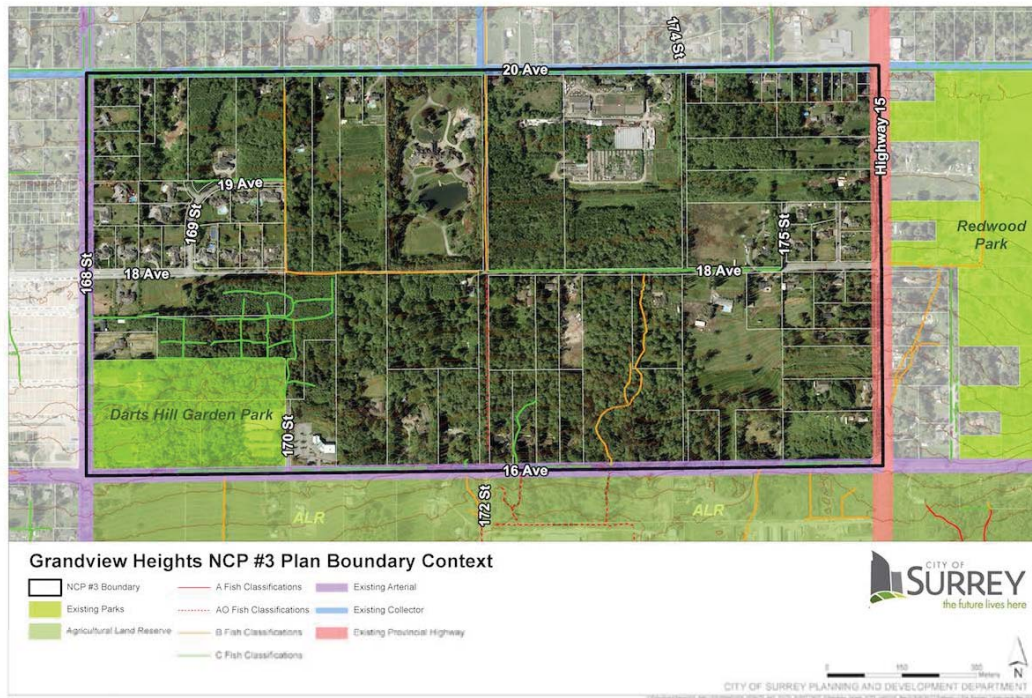 174 St
20 Ave
Highway 15
19 Ave
169 St
168 St
18 Ave
18 Ave
175 St
Redwood
Park
Darts Hill Garden Park
170 St
16 Ave
172 St
ALR
ALR
Grandview Heights NCP #3 Plan Boundary Context
NCP #3 Boundary
A Fish Classifications
Existing Arterial
Existing Parks
AO Fish Classifications
Existing Collector
Agricultural Land Reserve
B Fish Classifications
Existing Provincial Highway
C Fish Classifications
CITY OF
SURREY
the future lives here
0 150 300
Meters
N
CITY OF SURREY PLANNING AND DEVELOPMENT DEPARTMENT